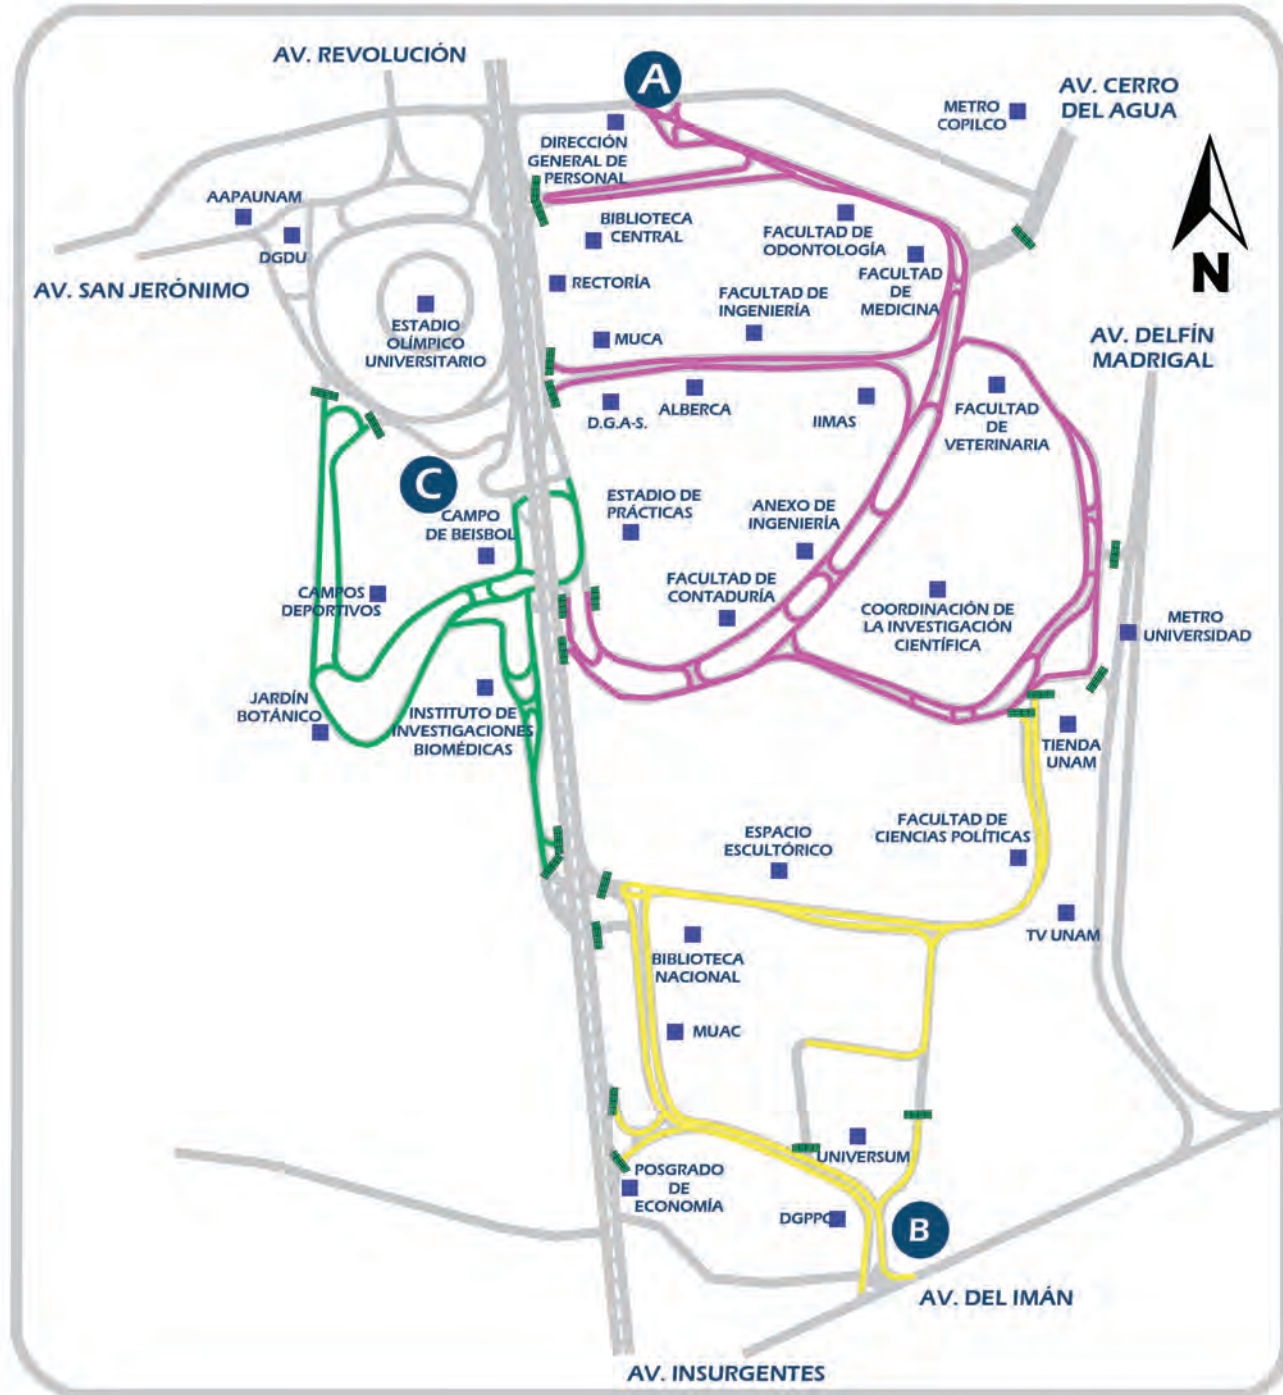 AV. REVOLUCIÓN
A
AV. CERRO
DEL AGUA
METRO
COPILCO
DIRECCIÓN
GENERAL DE
PERSONAL
AAPAUNAM
DGDU
BIBLIOTECA
CENTRAL
FACULTAD DE
ODONTOLOGÍA
FACULTAD
DE
MEDICINA
N
AV. SAN JERÓNIMO
RECTORÍA
FACULTAD DE
INGENIERÍA
ESTADIO
OLÍMPICO
UNIVERSITARIO
MUCA
AV. DELFÍN
MADRIGAL
D.G.A-S.
ALBERCA
IIMAS
FACULTAD
DE
VETERINARIA
C
CAMPO
DE BEISBOL
ESTADIO DE
PRÁCTICAS
ANEXO DE
INGENIERÍA
CAMPOS
DEPORTIVOS
FACULTAD DE
CONTADURÍA
COORDINACIÓN DE
LA INVESTIGACIÓN
CIENTÍFICA
METRO
UNIVERSIDAD
JARDÍN
BOTÁNICO
INSTITUTO DE
INVESTIGACIONES
BIOMÉDICAS
TIENDA
UNAM
ESPACIO
ESCULTÓRICO
FACULTAD DE
CIENCIAS POLÍTICAS
TV UNAM
BIBLIOTECA
NACIONAL
MUAC
UNIVERSUM
POSGRADO
DE
ECONOMÍA
DGPPC
B
AV. DEL IMÁN
AV. INSURGENTES